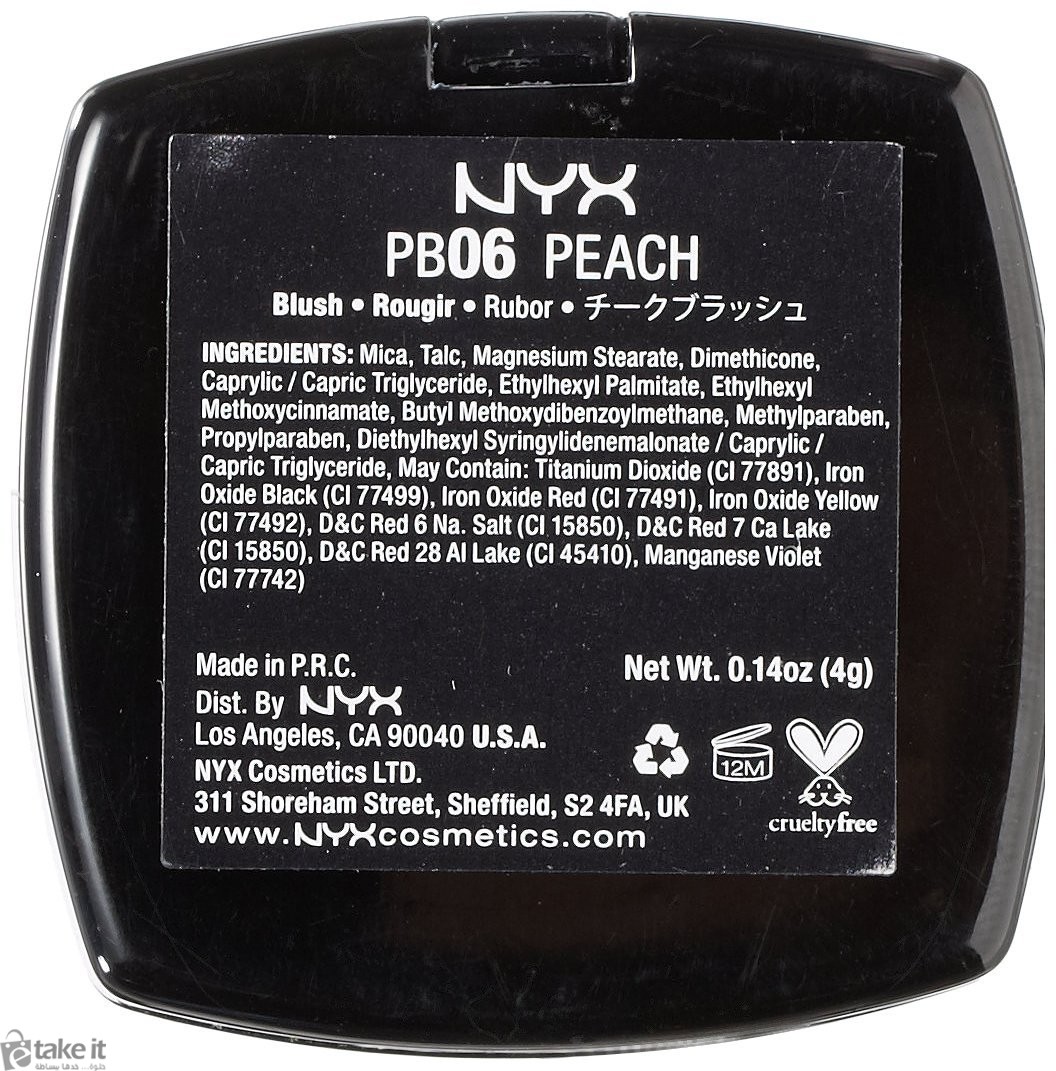 NYX
PB06 PEACH
Blush • Rougir • Rubor • チークブラッシュ
INGREDIENTS: Mica, Talc, Magnesium Stearate, Dimethicone,
Caprylic / Capric Triglyceride, Ethylhexyl Palmitate, Ethylhexyl
Methoxycinnamate, Butyl Methoxydibenzoylmethane, Methylparaben,
Propylparaben, Diethylhexyl Syringylidenemalonate / Caprylic /
Capric Triglyceride, May Contain: Titanium Dioxide (CI 77891), Iron
Oxide Black (CI 77499), Iron Oxide Red (CI 77491), Iron Oxide Yellow
(CI 77492), D&C Red 6 Na. Salt (CI 15850), D&C Red 7 Ca Lake
(CI 15850), D&C Red 28 Al Lake (CI 45410), Manganese Violet
(CI 77742)
Made in P.R.C.
Net Wt. 0.14oz (4g)
Dist. By NYX
Los Angeles, CA 90040 U.S.A.
NYX Cosmetics LTD.
311 Shoreham Street, Sheffield, S2 4FA, UK
www.NYXcosmetics.com
12M
crueltyfree
take it